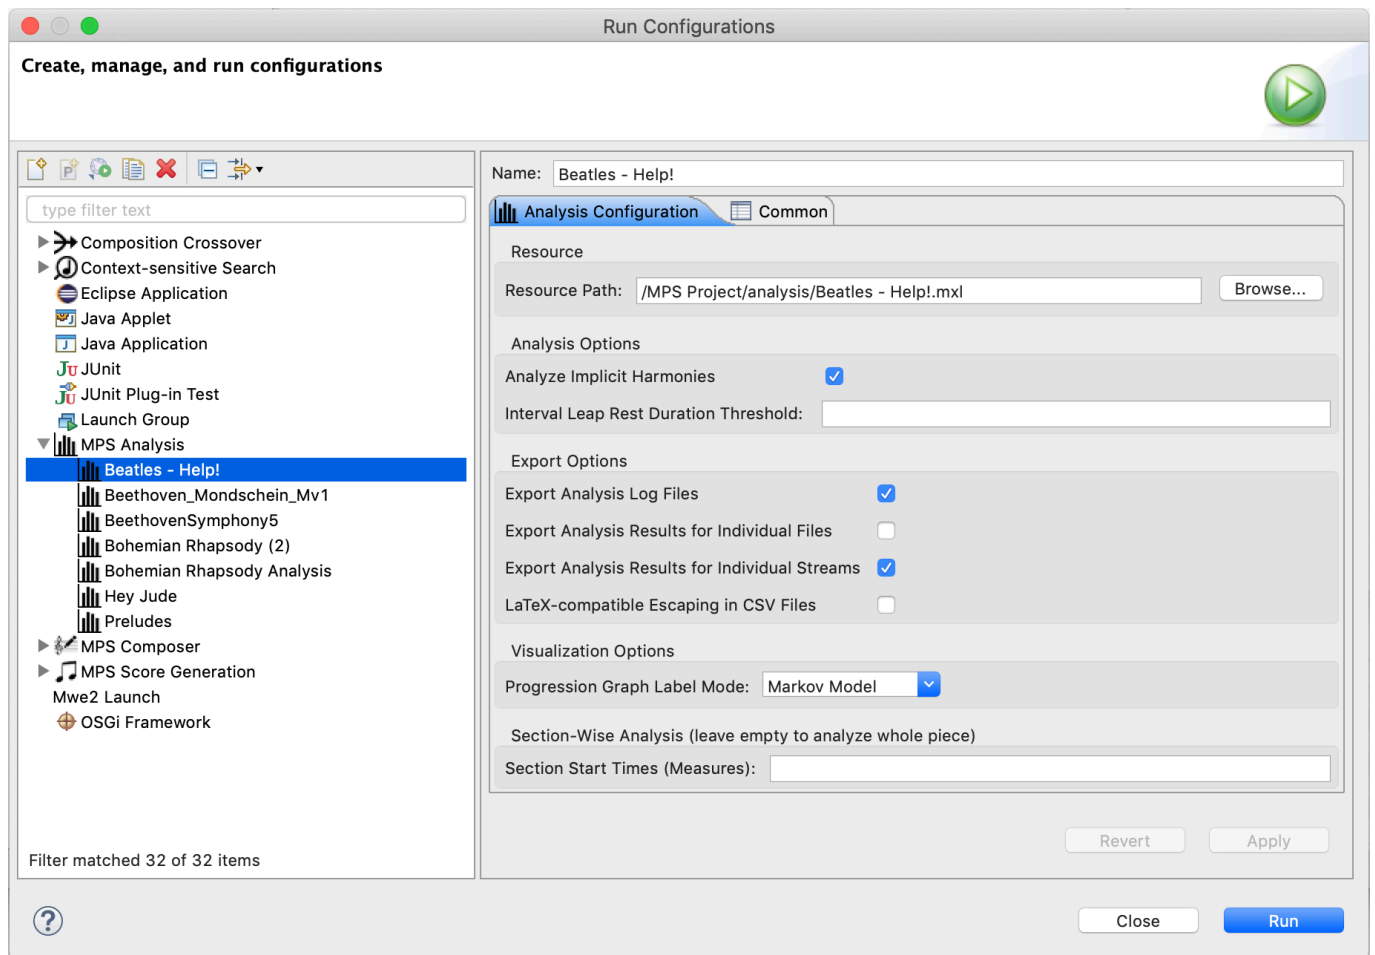 Run Configurations
Create, manage, and run configurations
type filter text
Composition Crossover
Context-sensitive Search
Eclipse Application
Java Applet
Java Application
JUnit
JUnit Plug-in Test
Launch Group
MPS Analysis
Beatles - Help!
Beethoven_Mondschein_Mv1
BeethovenSymphony5
Bohemian Rhapsody (2)
Bohemian Rhapsody Analysis
Hey Jude
Preludes
MPS Composer
MPS Score Generation
Mwe2 Launch
OSGi Framework
Filter matched 32 of 32 items
Name: Beatles - Help!
Analysis Configuration Common
Resource
Resource Path: /MPS Project/analysis/Beatles - Help!.mxl Browse...
Analysis Options
Analyze Implicit Harmonies
Interval Leap Rest Duration Threshold:
Export Options
Export Analysis Log Files
Export Analysis Results for Individual Files
Export Analysis Results for Individual Streams
LaTeX-compatible Escaping in CSV Files
Visualization Options
Progression Graph Label Mode: Markov Model
Section-Wise Analysis (leave empty to analyze whole piece)
Section Start Times (Measures):
Revert Apply
? Close Run